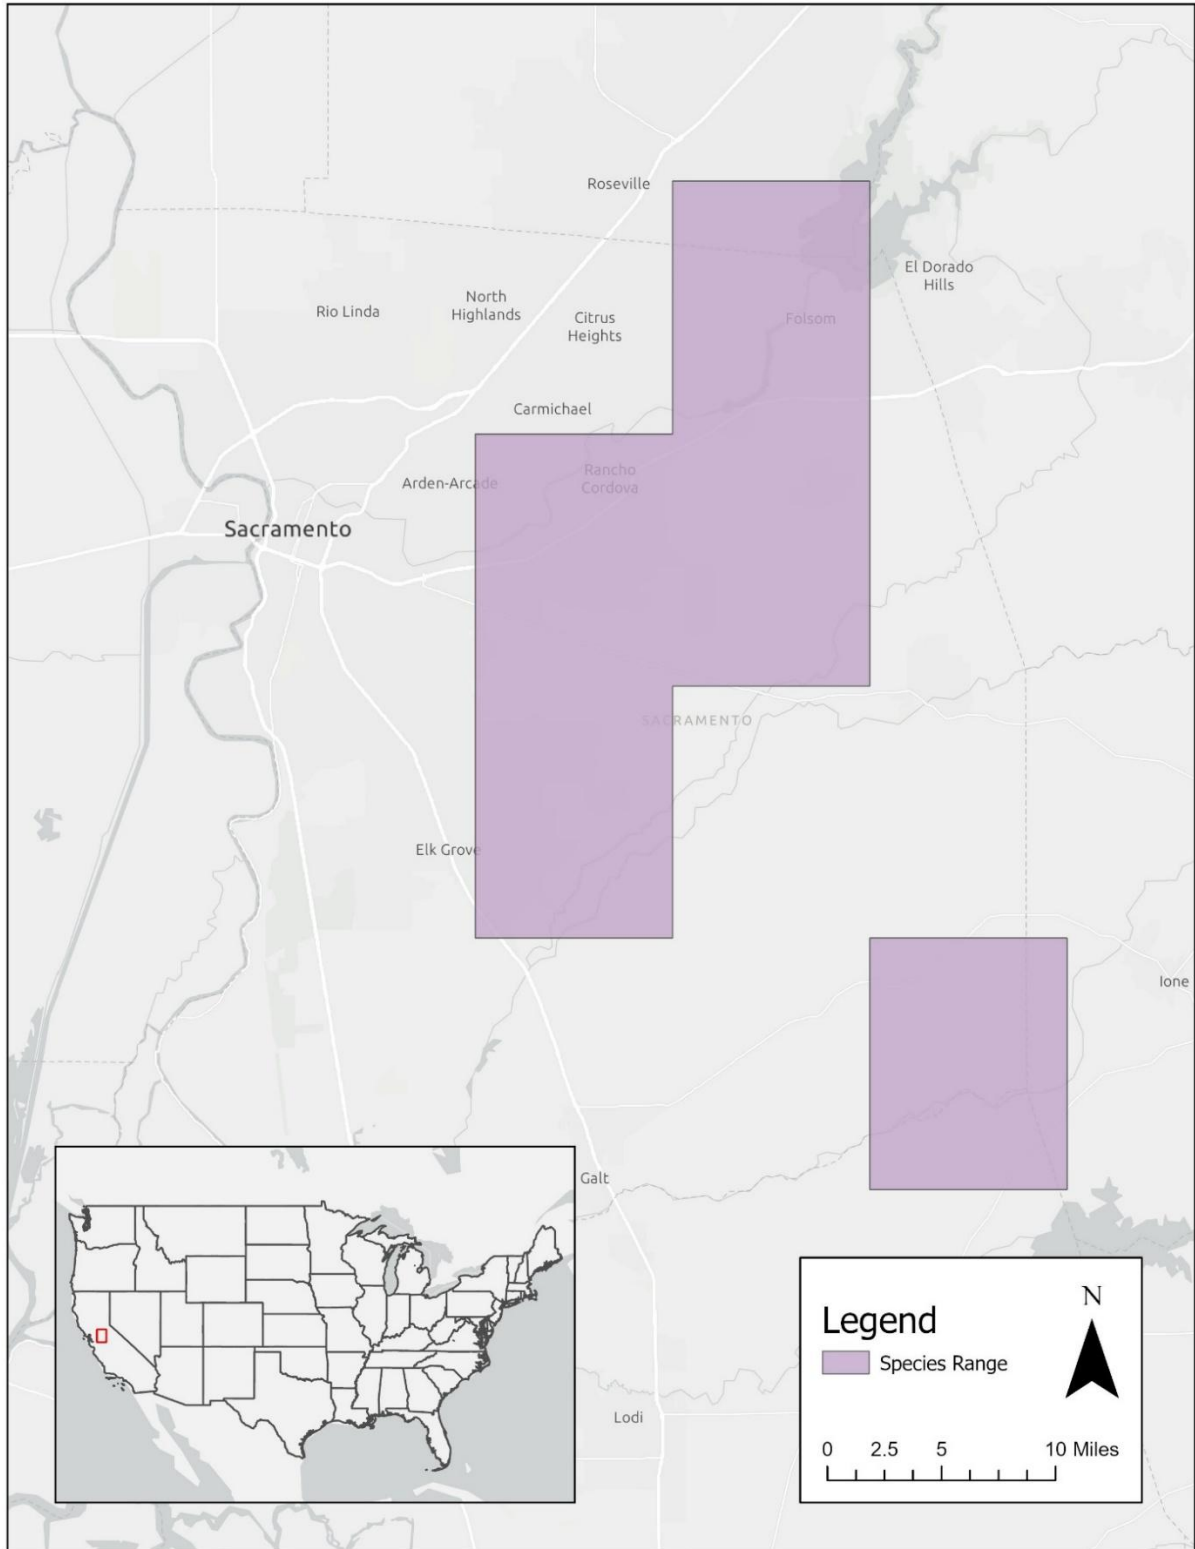 Roseville
El Dorado
Hills
Rio Linda
North
Highlands
Citrus
Heights
Folsom
Carmichael
Arden-Arcade
Rancho
Cordova
Sacramento
SACRAMENTO
Elk Grove
Ione
Galt
Lodi
Legend
Species Range
N
0 2.5 5 10 Miles